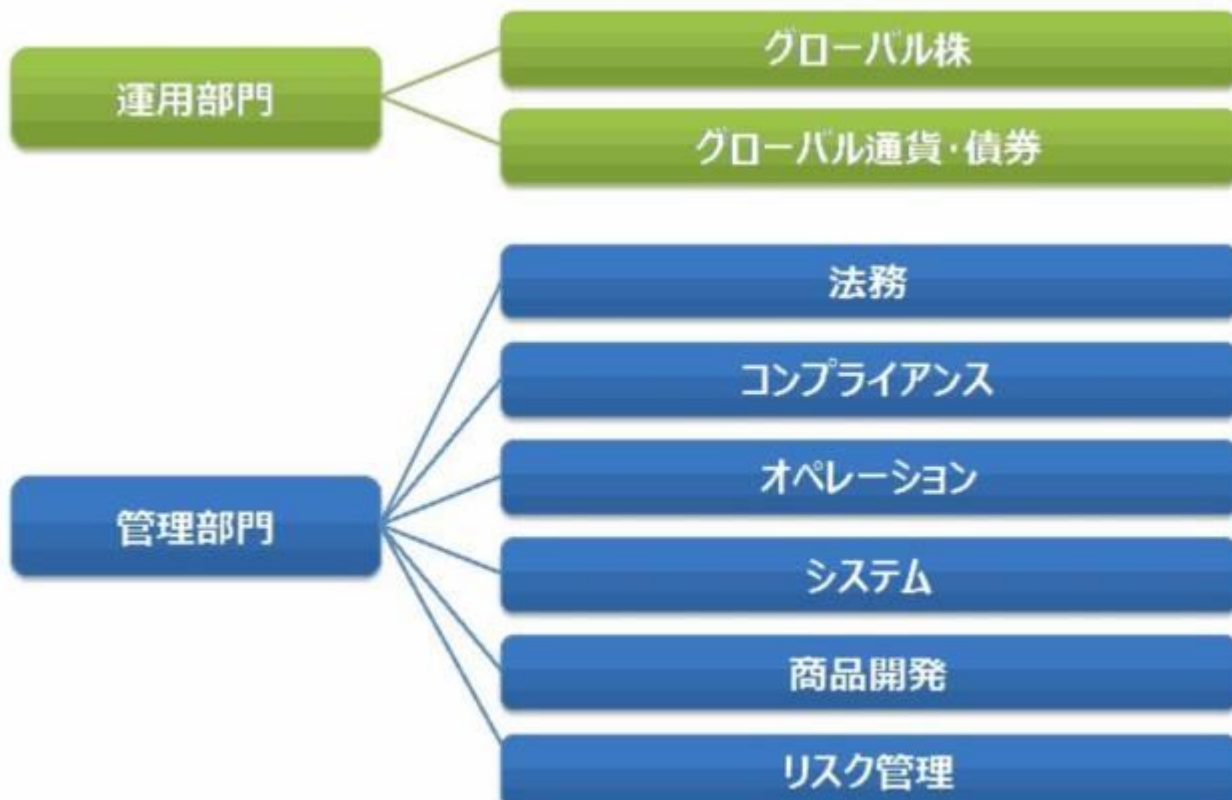 運用部門
グローバル株
グローバル通貨・債券
管理部門
法務
コンプライアンス
オペレーション
システム
商品開発
リスク管理